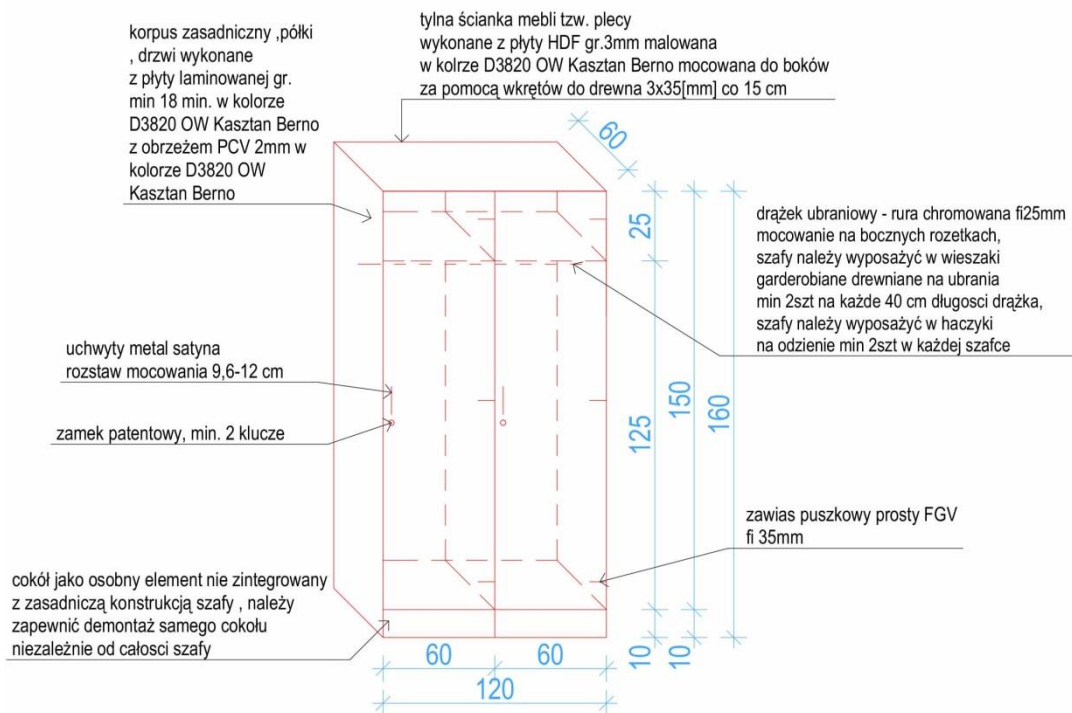 korpus zasadniczy ,półki
, drzwi wykonane
z płyty laminowanej gr.
min 18 min. w kolorze
D3820 OW Kasztan Berno
z obrzeżem PCV 2mm w
kolorze D3820 OW
Kasztan Berno
tylna ścianka mebli tzw. plecy
wykonane z płyty HDF gr.3mm malowana
w kolrze D3820 OW Kasztan Berno mocowana do boków
za pomocą wkrętów do drewna 3x35[mm] co 15 cm
60
25
125
150
160
drążek ubraniowy - rura chromowana fi25mm
mocowanie na bocznych rozetkach,
szafy należy wyposażyć w wieszaki
garderobiane drewniane na ubrania
min 2szt na każde 40 cm długosci drążka,
szafy należy wyposażyć w haczyki
na odzienie min 2szt w każdej szafce
uchwyty metal satyna
rozstaw mocowania 9,6-12 cm
zamek patentowy, min. 2 klucze
zawias puszkowy prosty FGV
fi 35mm
cokół jako osobny element nie zintegrowany
z zasadniczą konstrukcją szafy , należy
zapewnić demontaż samego cokołu
niezależnie od całosci szafy
10
10
60
60
120